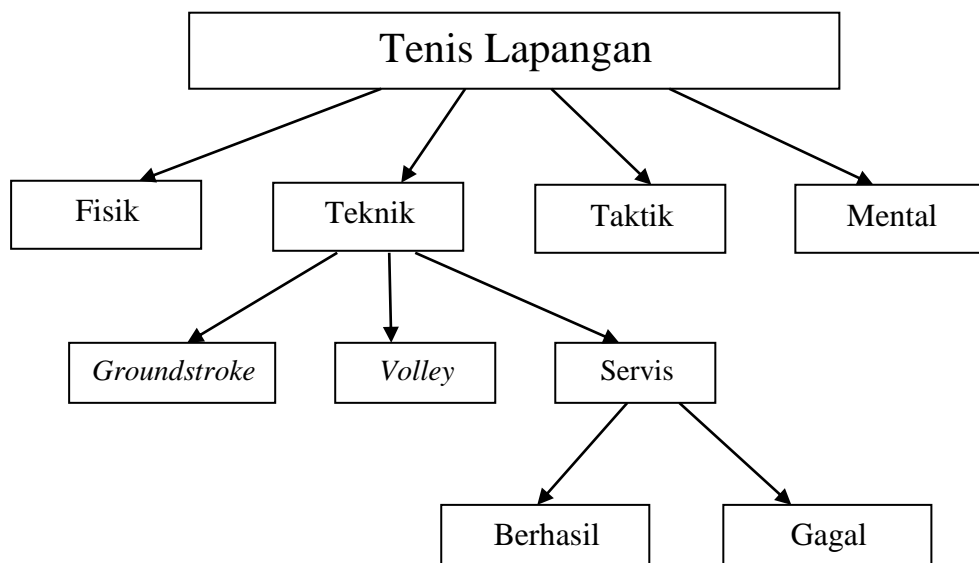 Tenis Lapangan
Fisik
Teknik
Taktik
Mental
Groundstroke
Volley
Servis
Berhasil
Gagal